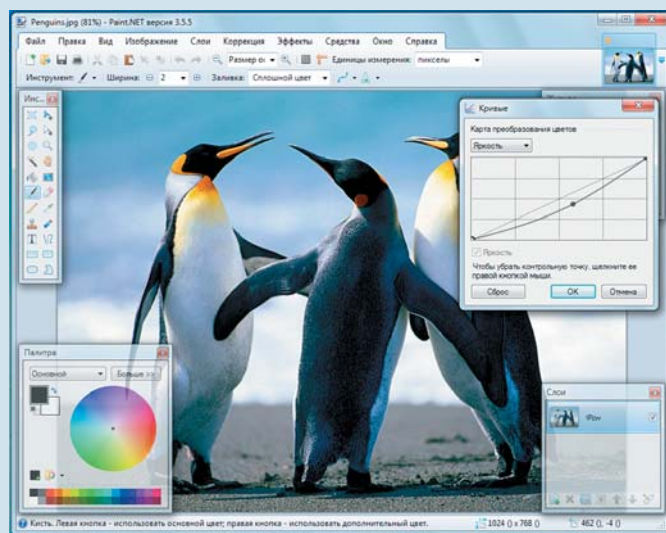 Penguins.jpg (81%) - Paint.NET версия 3.5.5
Файл Правка Вид Изображение Слои Коррекция Эффекты Средства Окно Справка
Размер Единицы измерения: пикселы
Инструмент: Ширина: 2 Заливка: Сплошной цвет
Инс...
Кривые
Карта преобразования цветов
Яркость
Яркость
Чтобы убрать контрольную точку, щелкните ее
правой кнопкой мыши.
Сброс OK Отмена
Палитра
Основной Больше >>
Слои
Фон
Кисть. Левая кнопка - использовать основной цвет; правая кнопка - использовать дополнительный цвет. 1024 () x 768 () 462 (), -4 ()